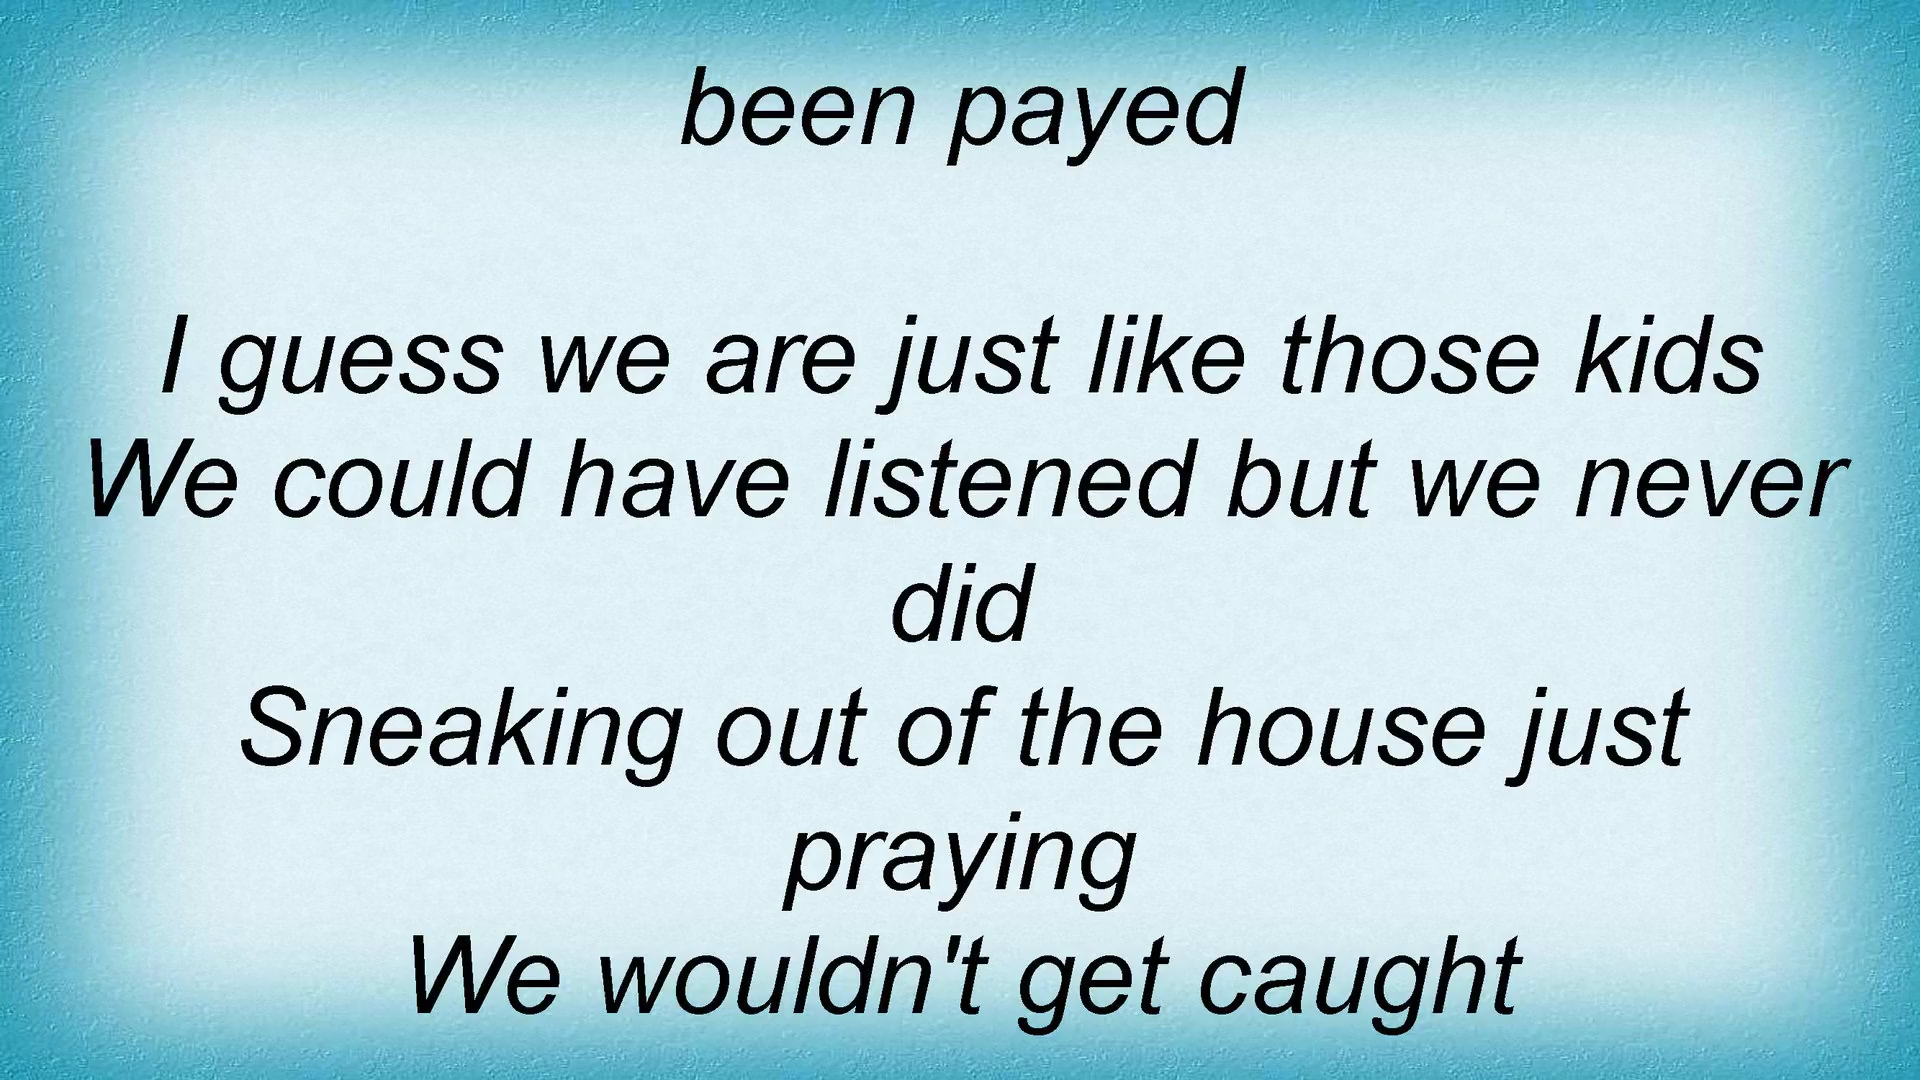 been payed
I guess we are just like those kids
We could have listened but we never
did
Sneaking out of the house just
praying
We wouldn't get caught